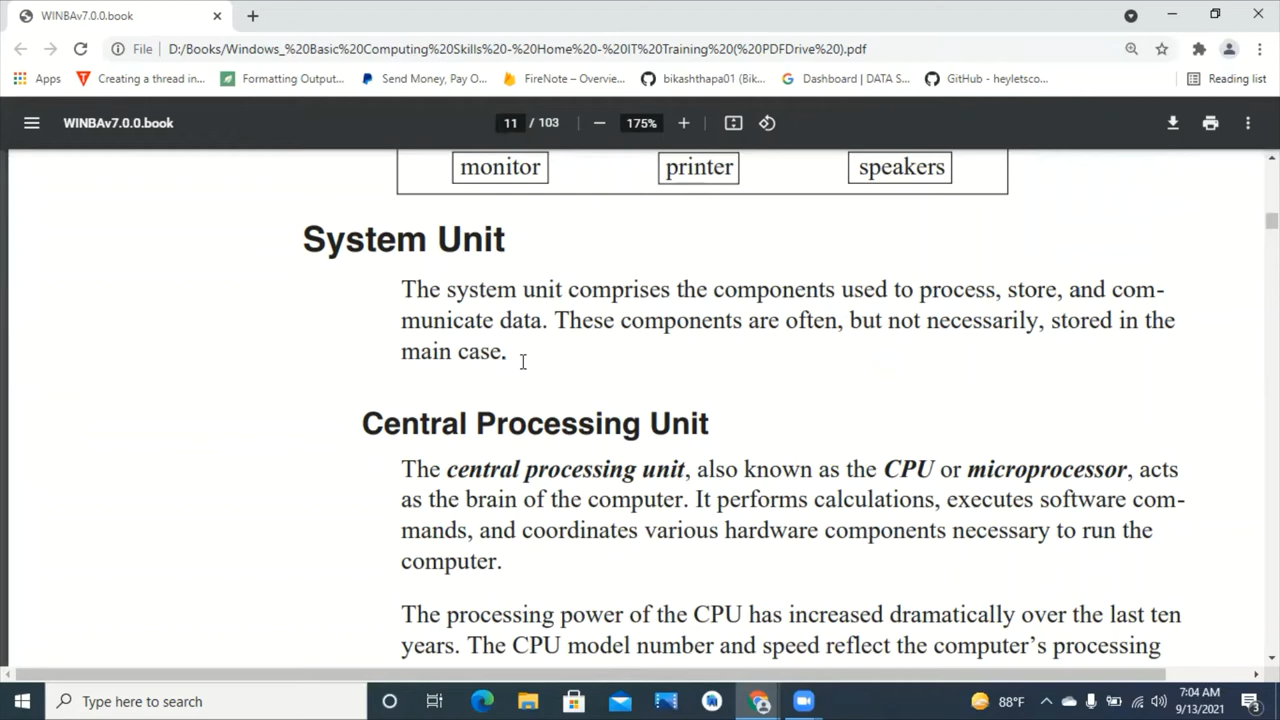 WINBAv7.0.0.book
File D:/Books/Windows_%20Basic%20Computing%20Skills%20-%20Home%20-%20IT%20Training%20(%20PDFDrive%20).pdf
Apps Creating a thread in... Formatting Output... Send Money, Pay O... FireNote – Overvie... bikashthapa01 (Bik... Dashboard | DATA S... GitHub - heyletsco... Reading list
WINBAv7.0.0.book 11 / 103 175%
monitor printer speakers
System Unit
The system unit comprises the components used to process, store, and com-
municate data. These components are often, but not necessarily, stored in the
main case.
Central Processing Unit
The central processing unit, also known as the CPU or microprocessor, acts
as the brain of the computer. It performs calculations, executes software com-
mands, and coordinates various hardware components necessary to run the
computer.
The processing power of the CPU has increased dramatically over the last ten
years. The CPU model number and speed reflect the computer’s processing
Type here to search 88°F 7:04 AM
9/13/2021 3